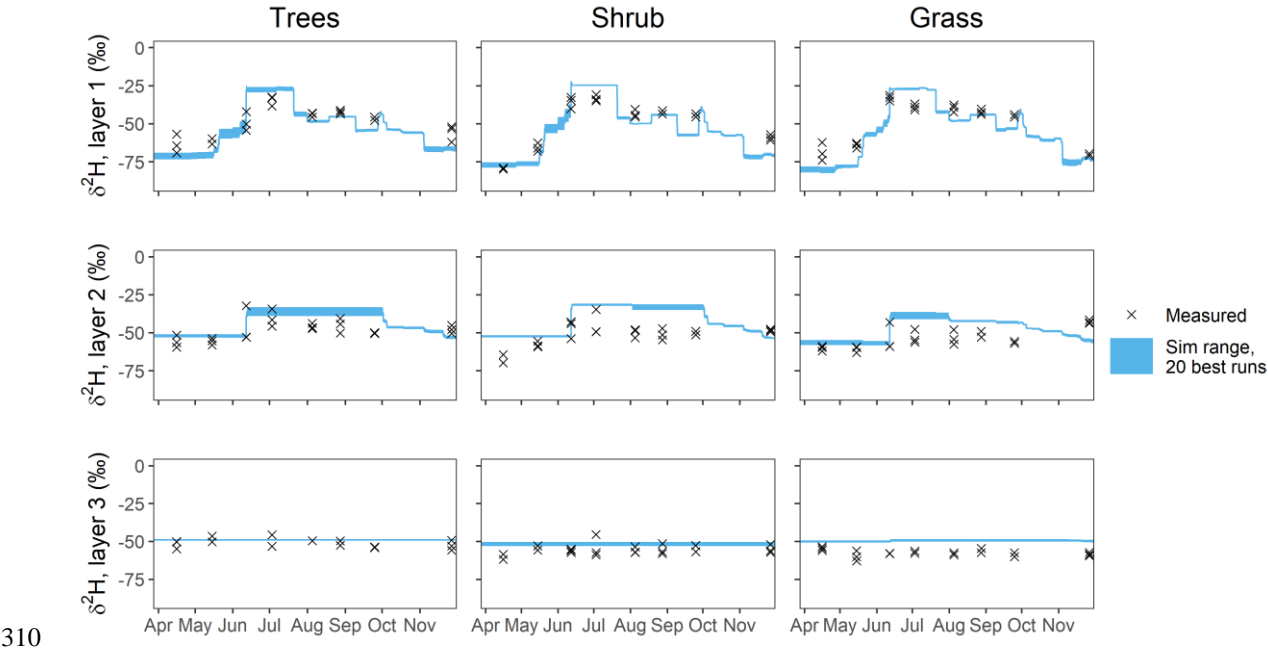 Trees Shrub Grass
δ²H, layer 1 (‰)
0
-25
-50
-75
δ²H, layer 2 (‰)
0
-25
-50
-75
Measured
Sim range,
20 best runs
δ²H, layer 3 (‰)
0
-25
-50
-75
Apr May Jun Jul Aug Sep Oct Nov Apr May Jun Jul Aug Sep Oct Nov Apr May Jun Jul Aug Sep Oct Nov
310